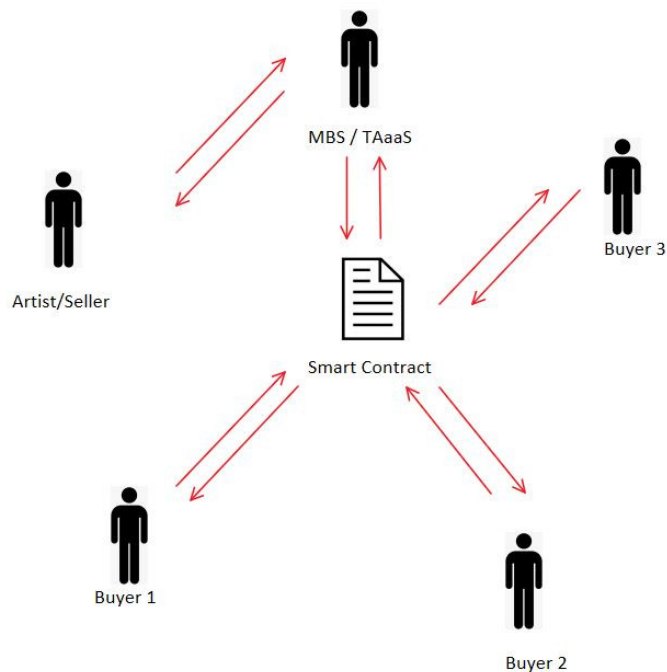 MBS / TAaaS
Buyer 3
Artist/Seller
Smart Contract
Buyer 1
Buyer 2